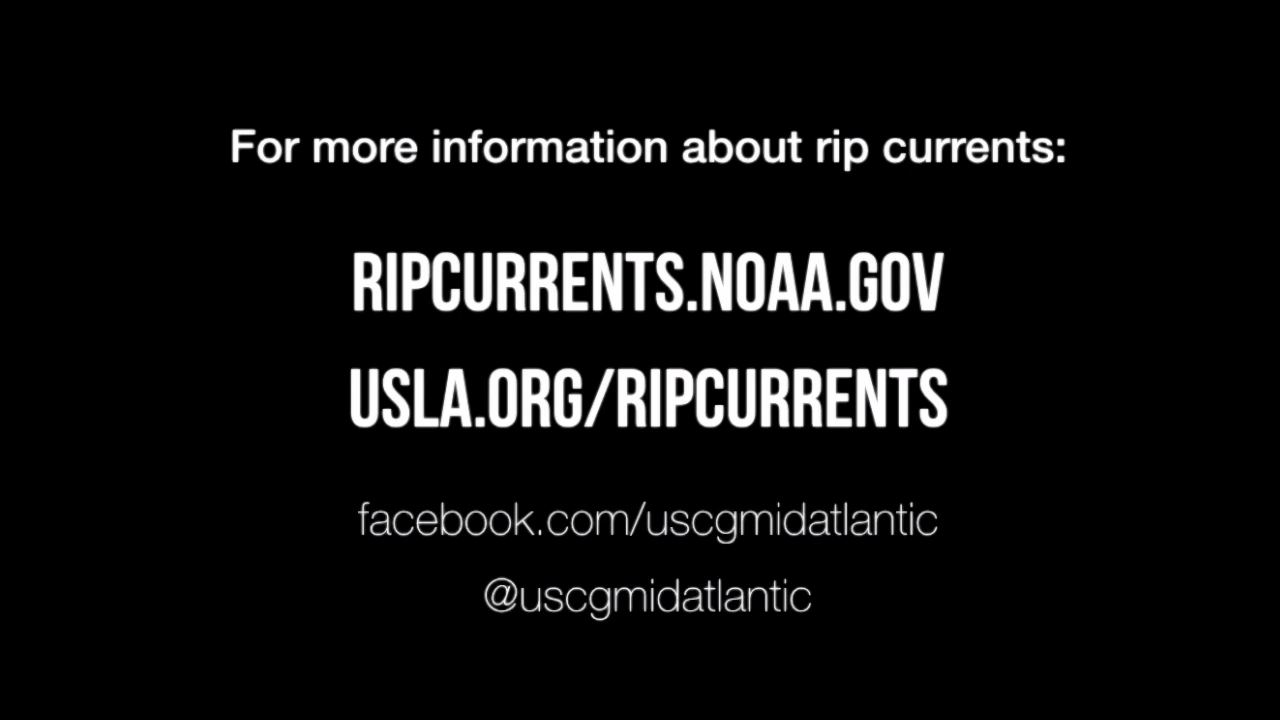 For more information about rip currents:
RIPCURRENTS.NOAA.GOV
USLA.ORG/RIPCURRENTS
facebook.com/uscgmidatlantic
@uscgmidatlantic